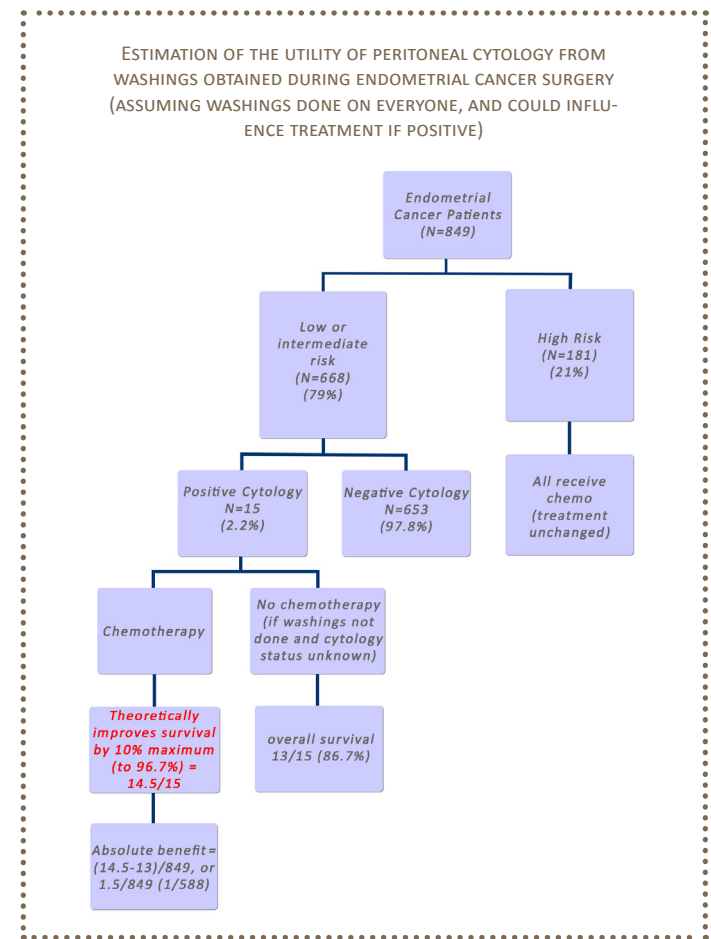 ESTIMATION OF THE UTILITY OF PERITONEAL CYTOLOGY FROM
WASHINGS OBTAINED DURING ENDOMETRIAL CANCER SURGERY
(ASSUMING WASHINGS DONE ON EVERYONE, AND COULD INFLU-
ENCE TREATMENT IF POSITIVE)
Endometrial
Cancer Patients
(N=849)
Low or
intermediate
risk
(N=668)
(79%)
High Risk
(N=181)
(21%)
Positive Cytology
N=15
(2.2%)
Negative Cytology
N=653
(97.8%)
All receive
chemo
(treatment
unchanged)
Chemotherapy
No chemotherapy
(if washings not
done and cytology
status unknown)
Theoretically
improves survival
by 10% maximum
(to 96.7%) =
14.5/15
overall survival
13/15 (86.7%)
Absolute benefit=
(14.5-13)/849, or
1.5/849 (1/588)